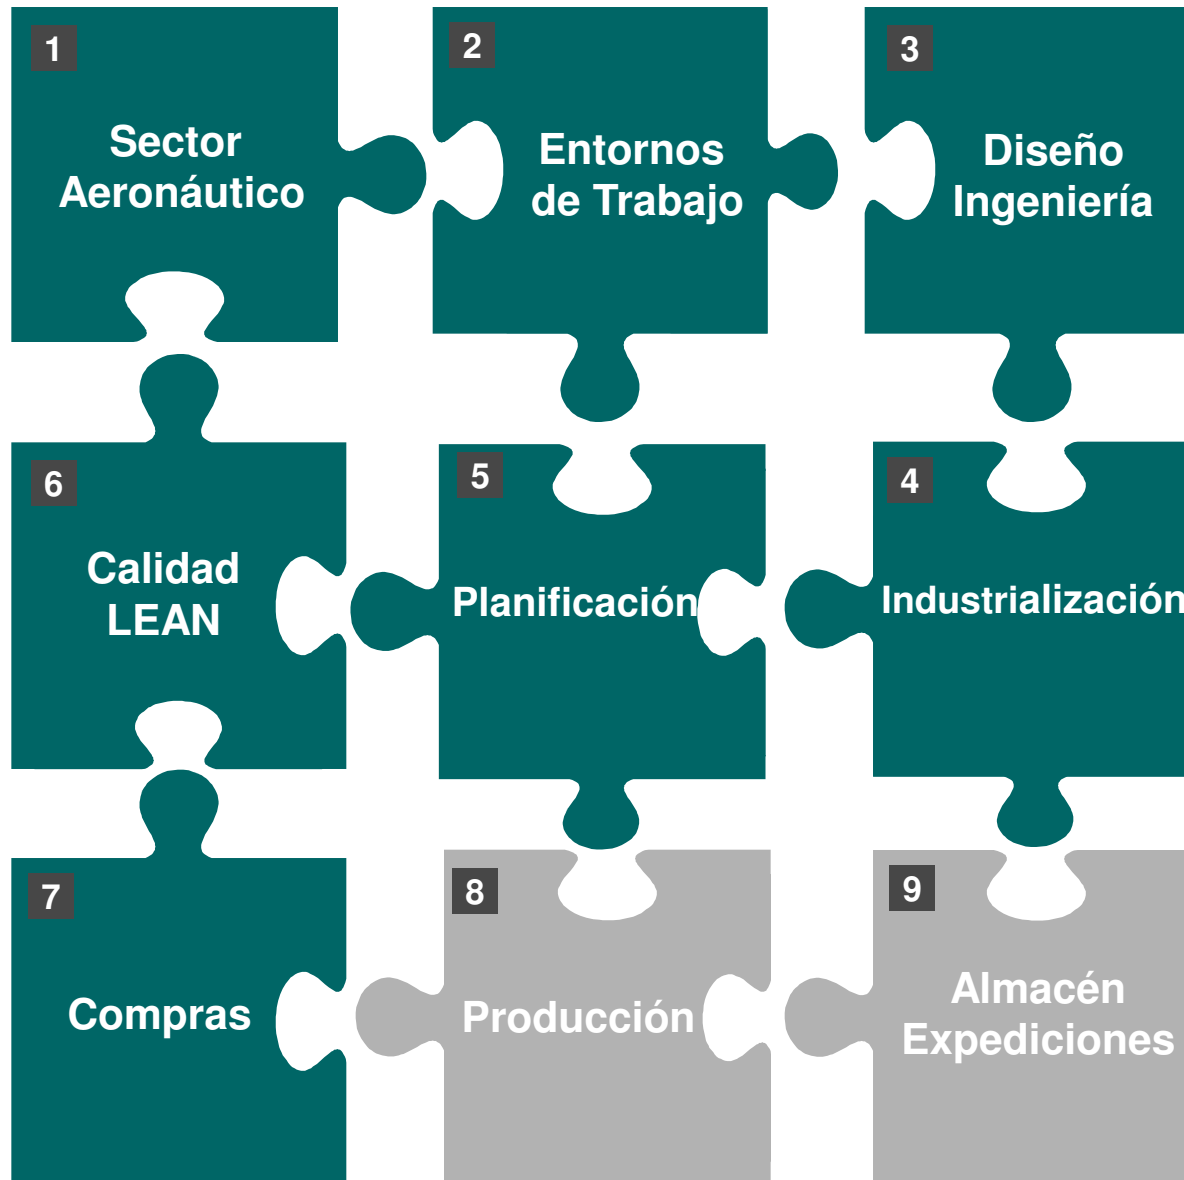 1
Sector
Aeronáutico
2
Entornos
de Trabajo
3
Diseño
Ingeniería
6
Calidad
LEAN
5
Planificación
4
Industrialización
7
Compras
8
Producción
9
Almacén
Expediciones